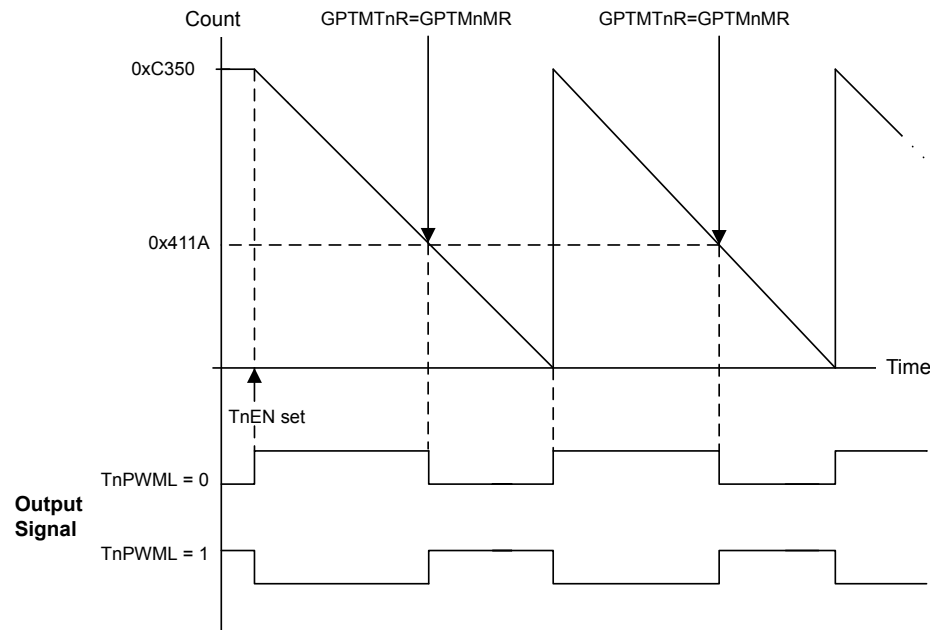 Count
GPTMTnR=GPTMnMR
GPTMTnR=GPTMnMR
0xC350
0x411A
Time
TnEN set
TnPWML = 0
Output
Signal
TnPWML = 1